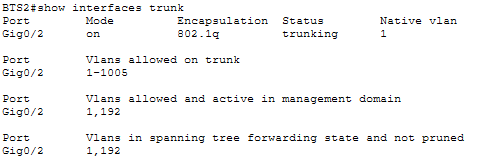 BTS2#show interfaces trunk
Port        Mode         Encapsulation  Status        Native vlan
Gig0/2      on           802.1q         trunking      1
Port        Vlans allowed on trunk
Gig0/2      1-1005
Port        Vlans allowed and active in management domain
Gig0/2      1,192
Port        Vlans in spanning tree forwarding state and not pruned
Gig0/2      1,192